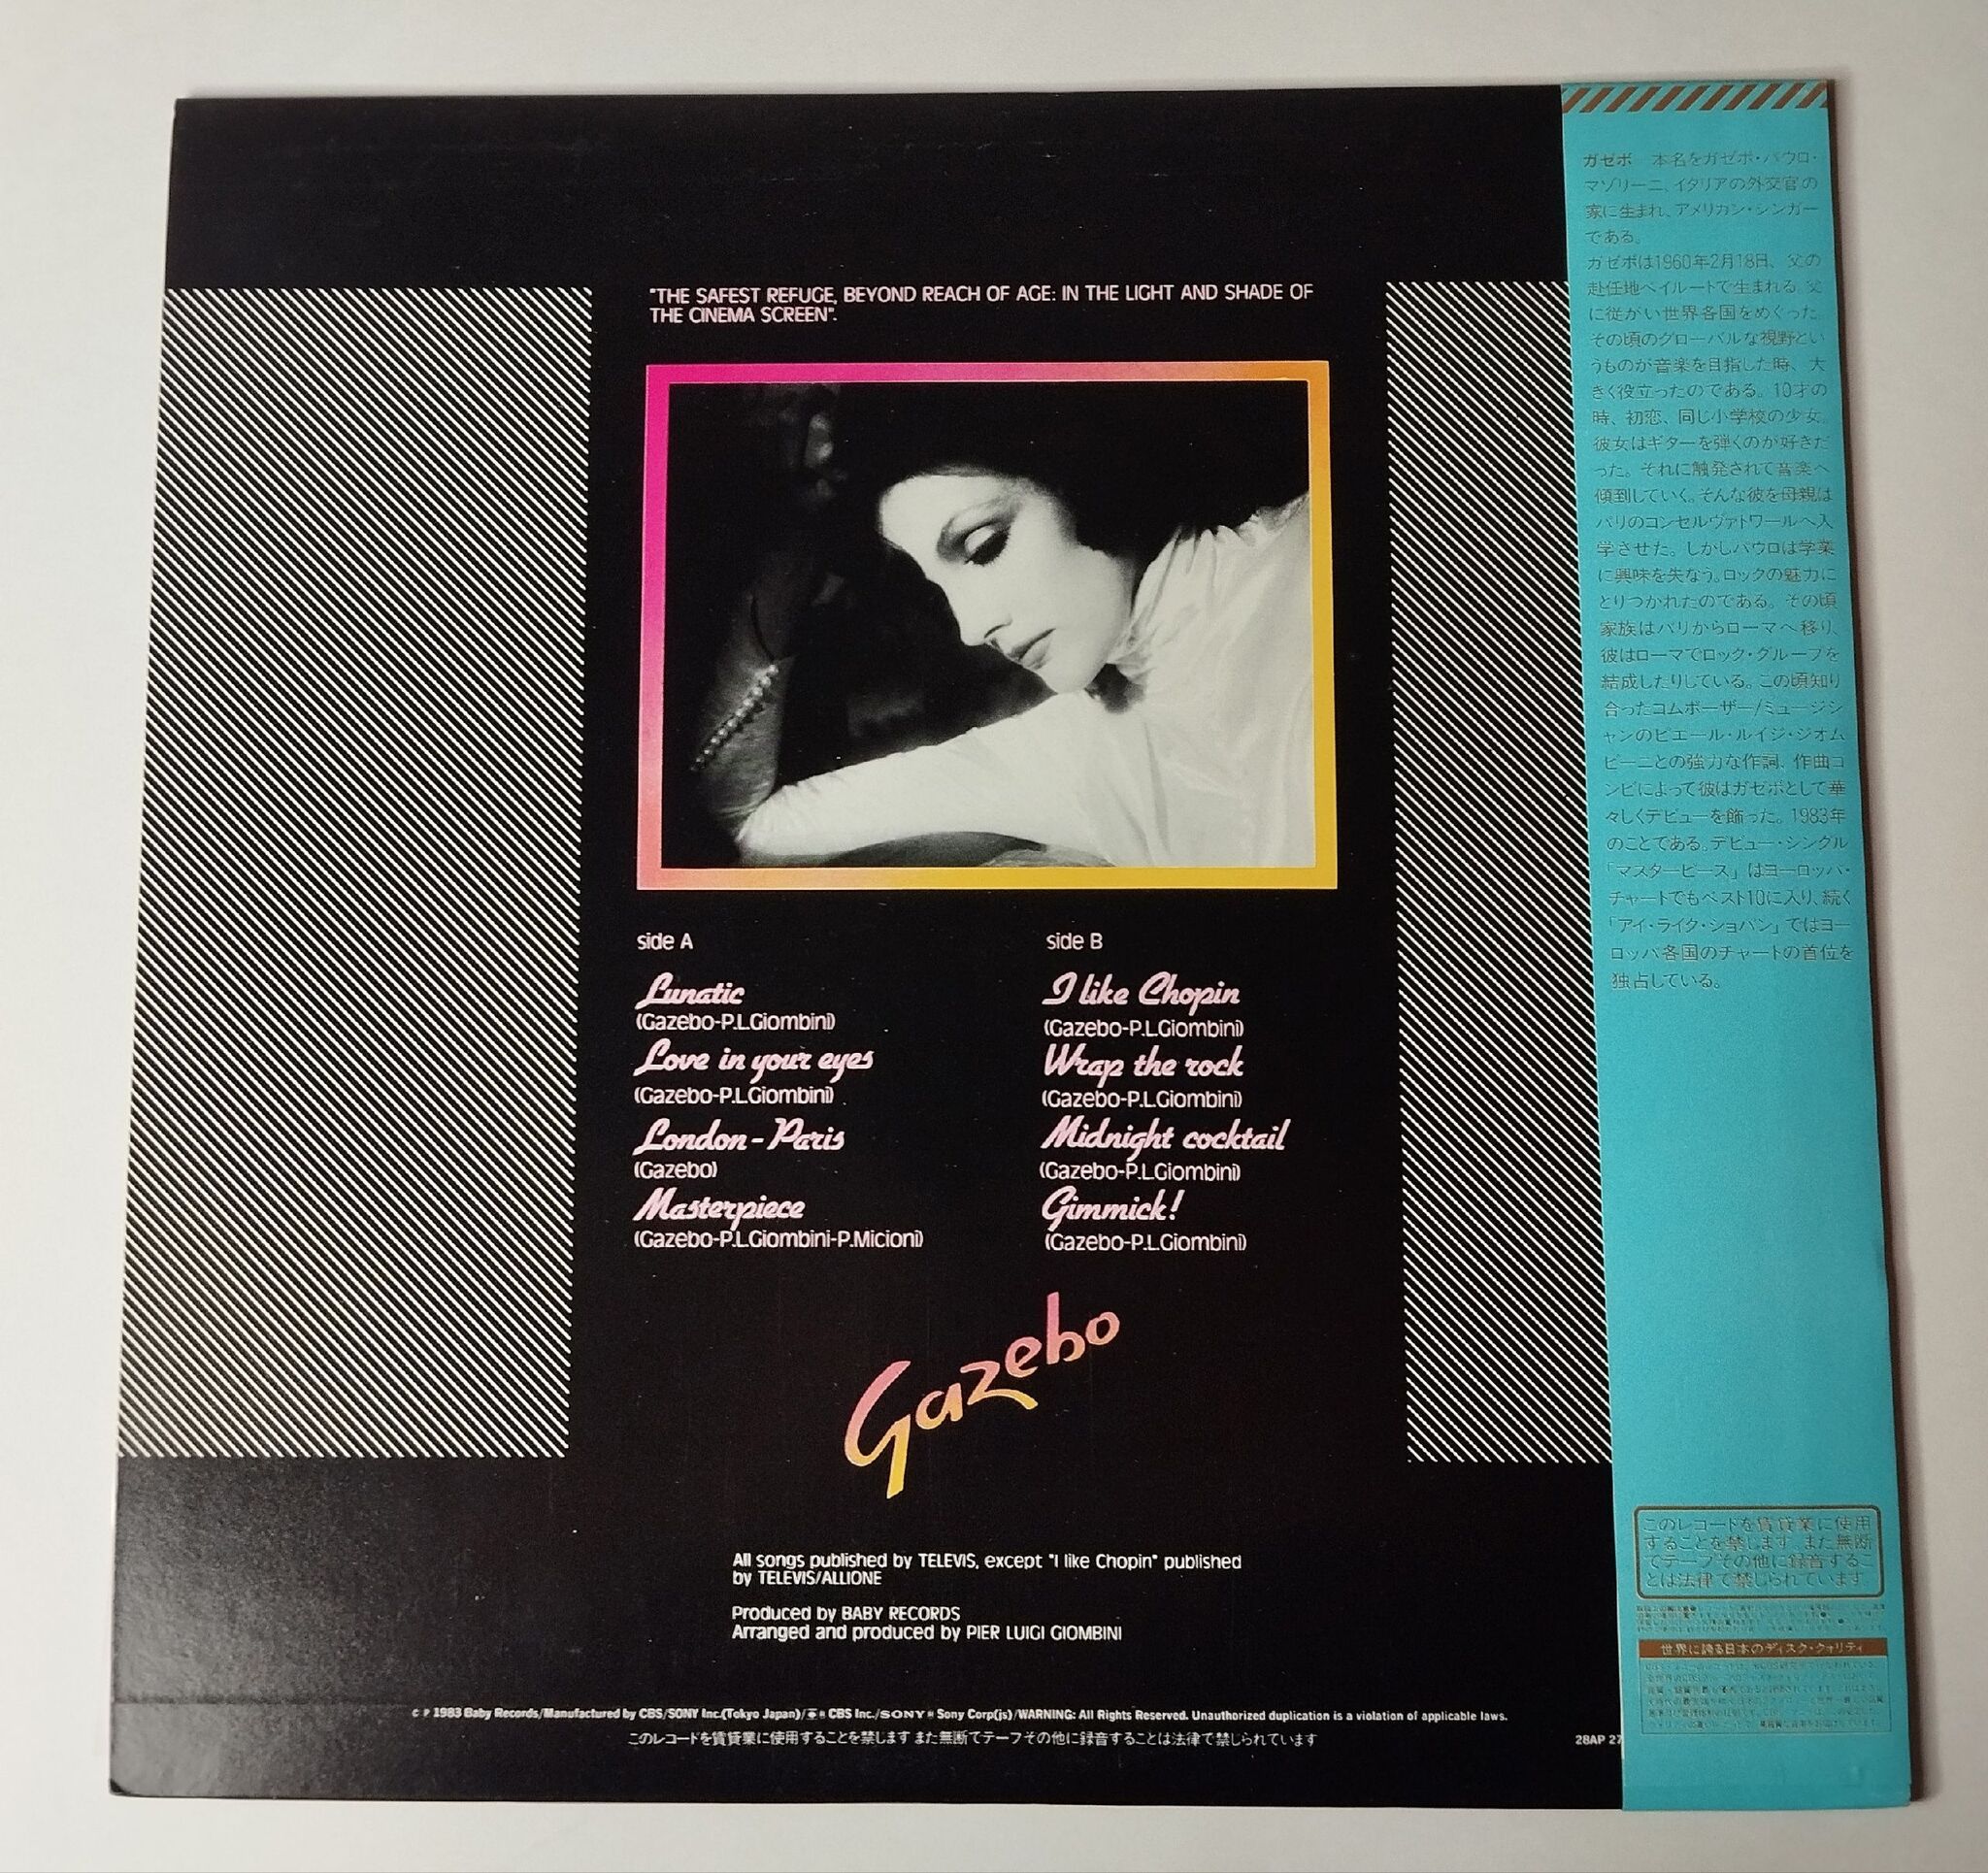 "THE SAFEST REFUGE, BEYOND REACH OF AGE: IN THE LIGHT AND SHADE OF
THE CINEMA SCREEN".
side A
Lunatic
(Gazebo-P.L.Giombini)
Love in your eyes
(Gazebo-P.L.Giombini)
London-Paris
(Gazebo)
Masterpiece
(Gazebo-P.L.Giombini-P.Micioni)
side B
I like Chopin
(Gazebo-P.L.Giombini)
Wrap the rock
(Gazebo-P.L.Giombini)
Midnight cocktail
(Gazebo-P.L.Giombini)
Gimmick!
(Gazebo-P.L.Giombini)
Gazebo
All songs published by TELEVIS, except "I like Chopin" published
by TELEVIS/ALLIONE
Produced by BABY RECORDS
Arranged and produced by PIER LUIGI GIOMBINI
© ℗ 1983 Baby Records/Manufactured by CBS/SONY Inc.(Tokyo Japan)/ CBS Inc./SONY® Sony Corp(js)/WARNING: All Rights Reserved. Unauthorized duplication is a violation of applicable laws.
このレコードを賃貸業に使用することを禁じます また無断でテープその他に録音することは法律で禁じられています
28AP 27
ガゼボ 本名をガゼボ・パウロ・
マゾリーニ、イタリアの外交官の
家に生まれ、アメリカン・シンガー
である。
ガゼボは1960年2月18日、父の
赴任地ベイルートで生まれる。父
に従がい世界各国をめぐった
その頃のグローバルな視野とい
うものが音楽を目指した時、大
きく役立ったのである。10才の
時、初恋、同じ小学校の少女。
彼女はギターを弾くのが好きだ
った。それに触発されて音楽へ
傾倒していく。そんな彼を母親は
パリのコンセルヴァトワールへ入
学させた。しかしパウロは学業
に興味を失なう。ロックの魅力に
とりつかれたのである。その頃
家族はパリからローマへ移り、
彼はローマでロック・グループを
結成したりしている。この頃知り
合ったコムポーザー/ミュージシ
ャンのピエール・ルイジ・ジオム
ビーニとの強力な作詞、作曲コ
ンビによって彼はガゼボとして華
々しくデビューを飾った。1983年
のことである。デビュー・シングル
「マスターピース」はヨーロッパ・
チャートでもベスト10に入り、続く
「アイ・ライク・ショパン」ではヨー
ロッパ各国のチャートの首位を
独占している。
このレコードを賃貸業に使用
することを禁じます。また無断
でテープその他に録音するこ
とは法律で禁じられています。
世界に誇る日本のディスク・クォリティ